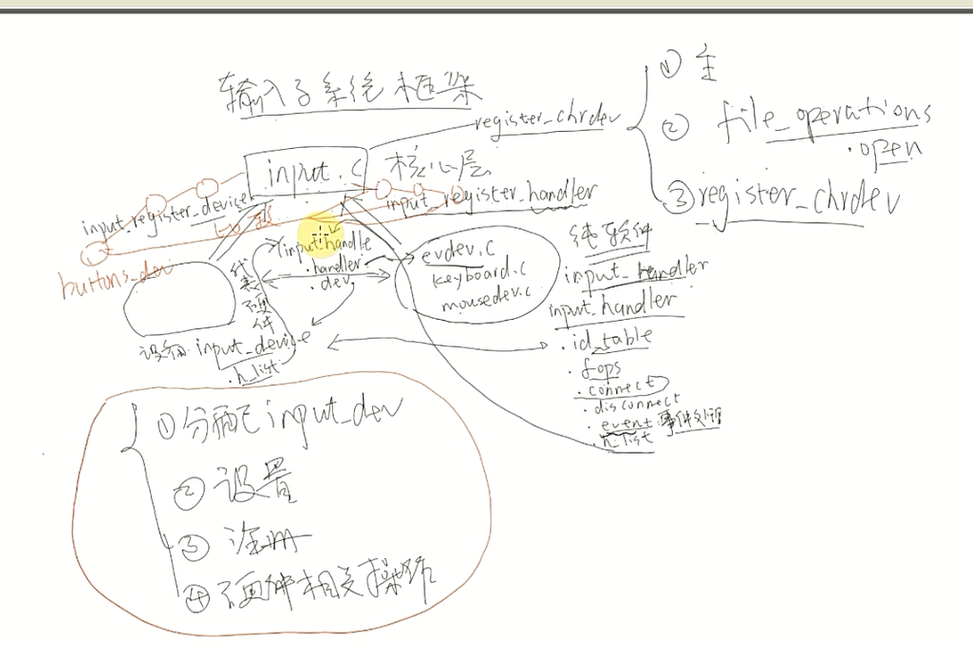 输入子系统框架
① 主
② file_operations
.open
③ register_chrdev
register_chrdev
input.c 核心层
input_register_device
input_register_handler
buttons_dev
input_handle
.handler
.dev
代表硬件
evdev.c
keyboard.c
mousedev.c
纯软件
input_handler
input_handler
.id_table
.fops
.connect
.disconnect
.event 事件处理
.h_list
input_device
.h_list
① 分配 input_dev
② 设置
③ 注册
④ 硬件相关操作